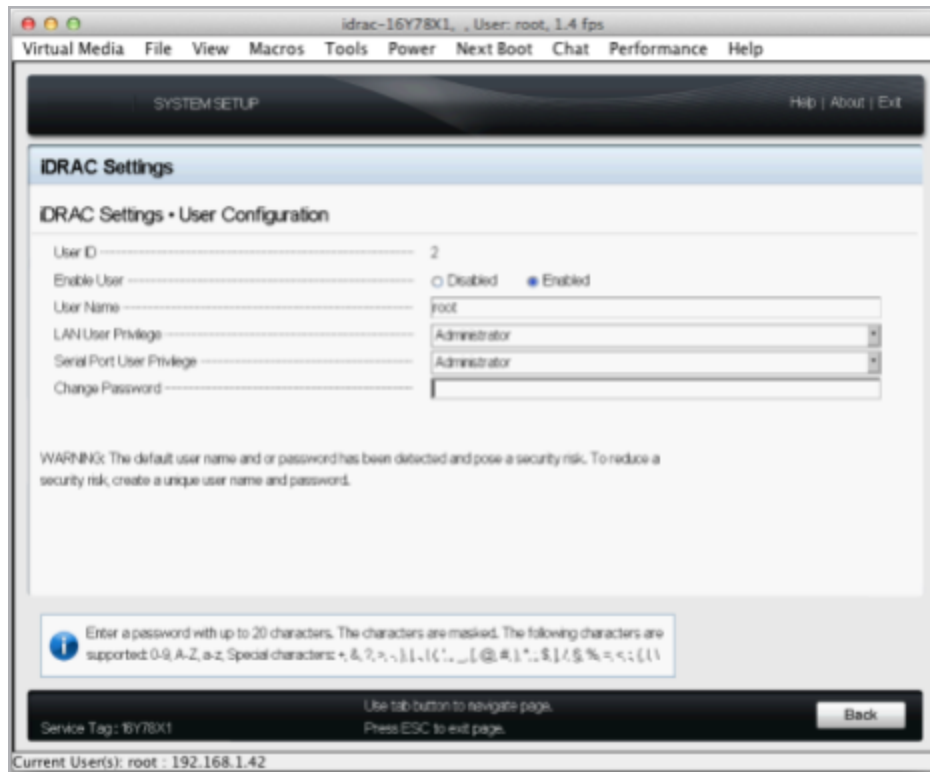 idrac-16Y78X1, , User: root, 1.4 fps
Virtual Media File View Macros Tools Power Next Boot Chat Performance Help
SYSTEM SETUP
Help | About | Exit
iDRAC Settings
iDRAC Settings • User Configuration
User ID 2
Enable User Disabled Enabled
User Name root
LAN User Privilege Administrator
Serial Port User Privilege Administrator
Change Password
WARNING: The default user name and or password has been detected and pose a security risk. To reduce a
security risk, create a unique user name and password.
Enter a password with up to 20 characters. The characters are masked. The following characters are
supported: 0-9, A-Z, a-z, Special characters:
Use tab button to navigate page.
Service Tag : 16Y78X1
Press ESC to exit page.
Back
Current User(s): root : 192.168.1.42